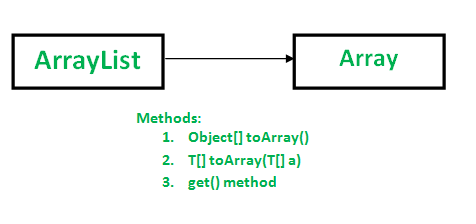 ArrayList
Array
Methods:
1. Object[] toArray()
2. T[] toArray(T[] a)
3. get() method